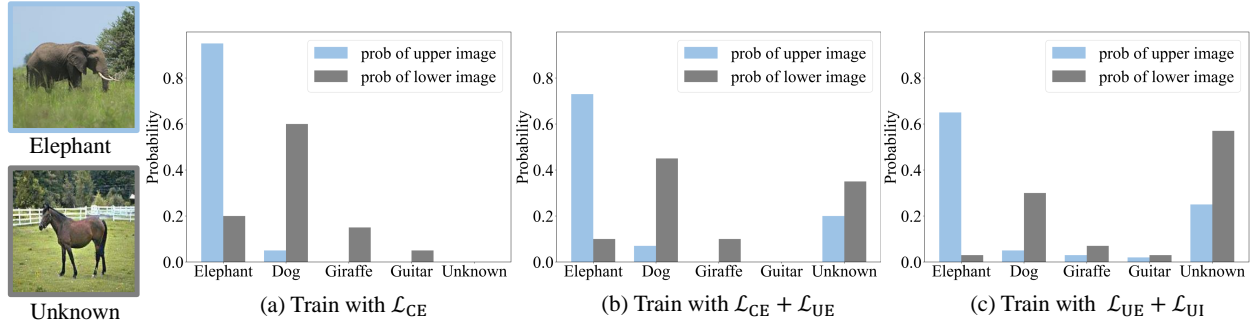 Elephant
Unknown
Probability
0.8
0.6
0.4
0.2
0.0
prob of upper image
prob of lower image
Elephant Dog Giraffe Guitar Unknown
(a) Train with ℒCE
Probability
0.8
0.6
0.4
0.2
0.0
prob of upper image
prob of lower image
Elephant Dog Giraffe Guitar Unknown
(b) Train with ℒCE + ℒUE
Probability
0.8
0.6
0.4
0.2
0.0
prob of upper image
prob of lower image
Elephant Dog Giraffe Guitar Unknown
(c) Train with ℒUE + ℒUI